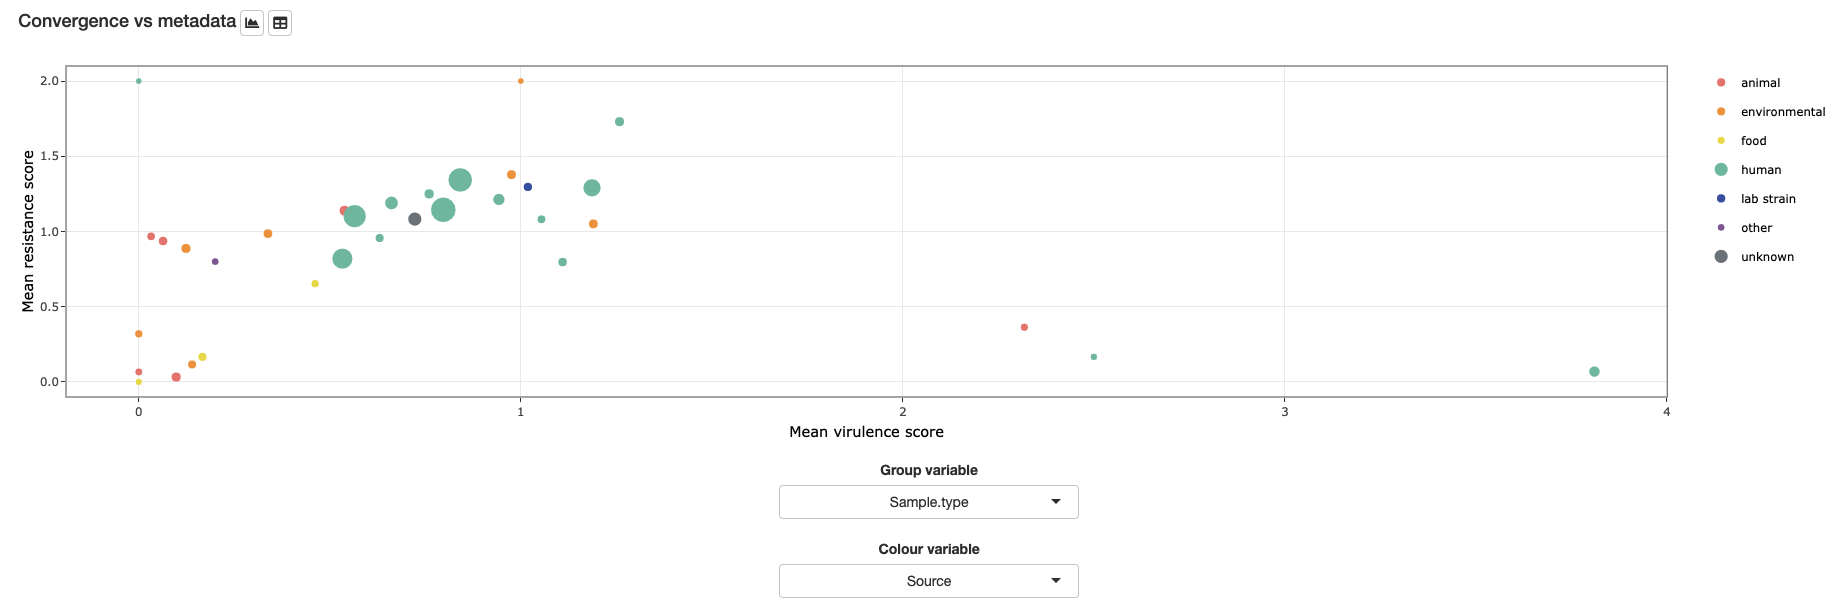 Convergence vs metadata
2.0
1.5
1.0
0.5
0.0
Mean resistance score
0
1
2
3
4
Mean virulence score
animal
environmental
food
human
lab strain
other
unknown
Group variable
Sample.type
Colour variable
Source